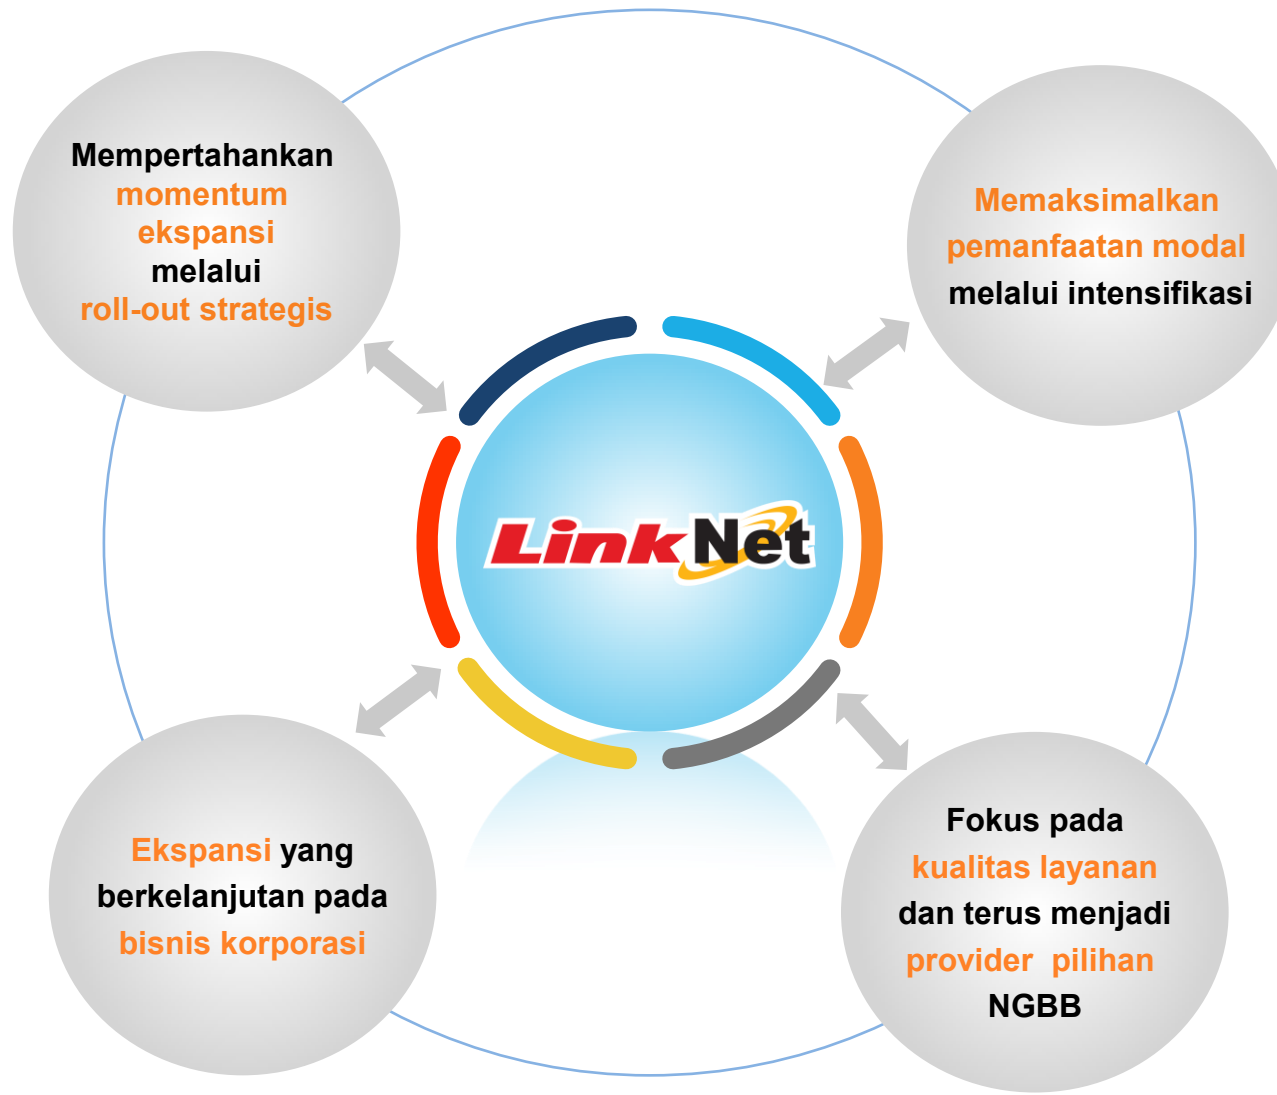 Mempertahankan
momentum
ekspansi
melalui
roll-out strategis
Memaksimalkan
pemanfaatan modal
melalui intensifikasi
LinkNet
Ekspansi yang
berkelanjutan pada
bisnis korporasi
Fokus pada
kualitas layanan
dan terus menjadi
provider pilihan
NGBB